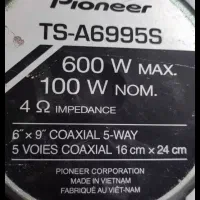 Pioneer
TS-A6995S
600 W MAX.
100 W NOM.
4 Ω IMPEDANCE
6" × 9" COAXIAL 5-WAY
5 VOIES COAXIAL 16 cm × 24 cm
PIONEER CORPORATION
MADE IN VIETNAM
FABRIQUÉ AU VIÊT-NAM